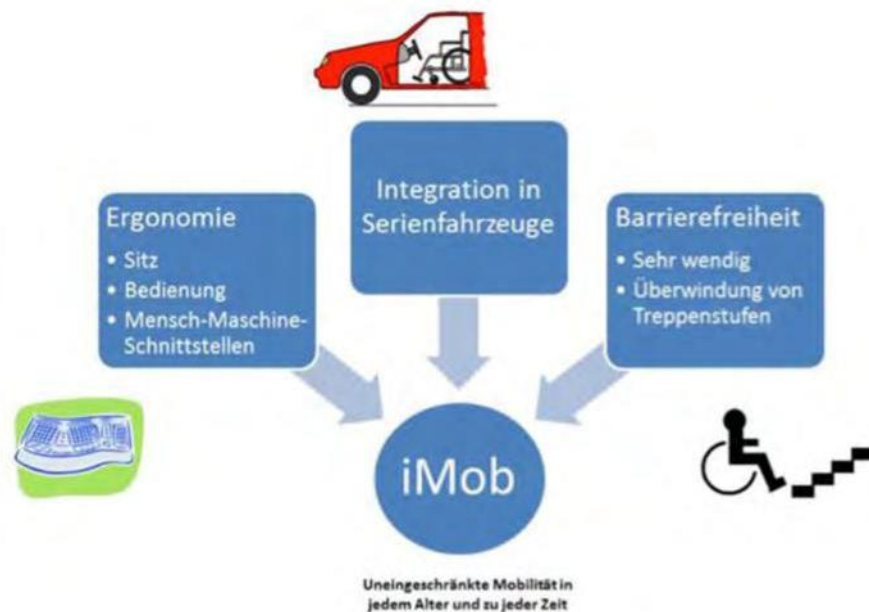 Integration in
Serienfahrzeuge
Ergonomie
• Sitz
• Bedienung
• Mensch-Maschine-
Schnittstellen
Barrierefreiheit
• Sehr wendig
• Überwindung von
Treppenstufen
iMob
Uneingeschränkte Mobilität in
jedem Alter und zu jeder Zeit